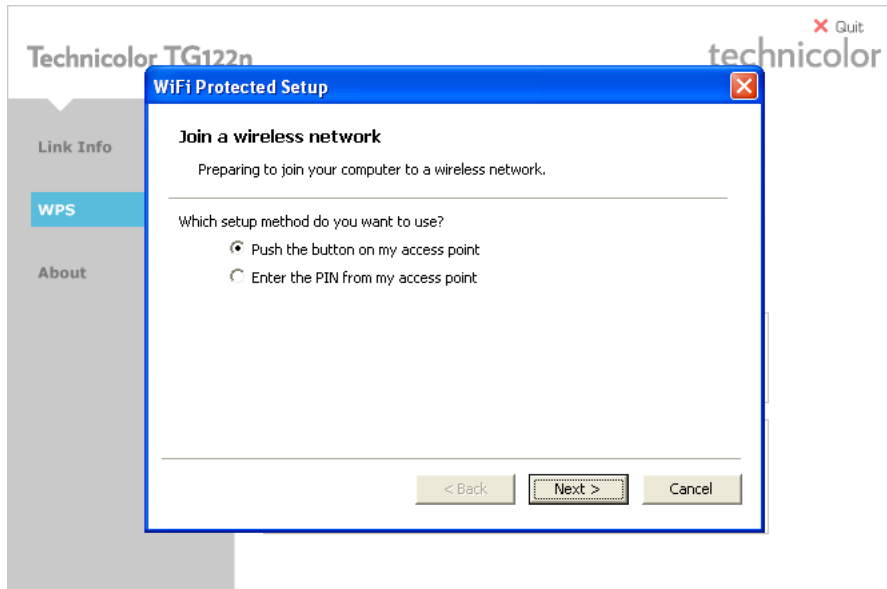 Quit
Technicolor TG122n
technicolor
WiFi Protected Setup
Link Info
WPS
About
Join a wireless network
Preparing to join your computer to a wireless network.
Which setup method do you want to use?
Push the button on my access point
Enter the PIN from my access point
< Back
Next >
Cancel